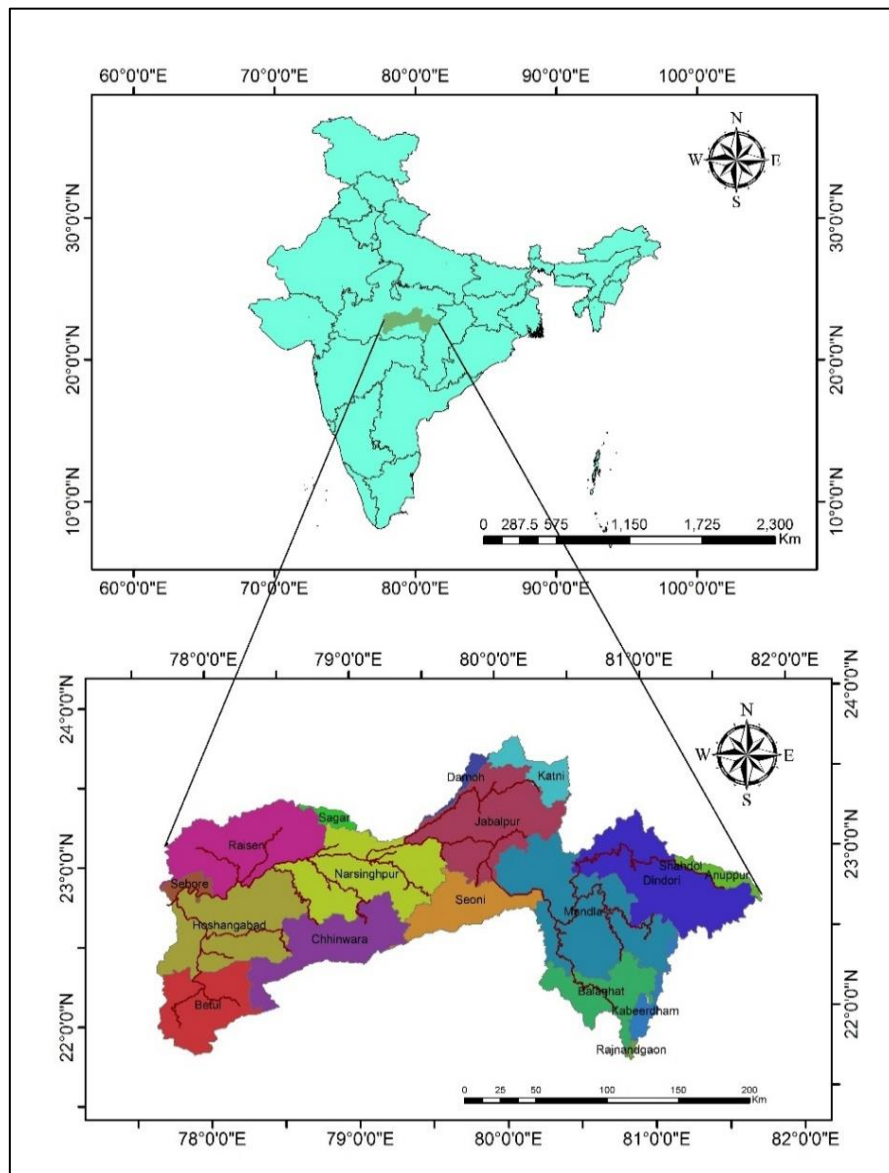 60°0'0"E 70°0'0"E 80°0'0"E 90°0'0"E 100°0'0"E
N
W E
S
30°0'0"N 30°0'0"N
20°0'0"N 20°0'0"N
10°0'0"N 10°0'0"N
0 287.5 575 1,150 1,725 2,300
Km
60°0'0"E 70°0'0"E 80°0'0"E 90°0'0"E 100°0'0"E
78°0'0"E 79°0'0"E 80°0'0"E 81°0'0"E 82°0'0"E
24°0'0"N 24°0'0"N
N
W E
S
Damoh Katni
Sagar Jabalpur
Raisen
23°0'0"N 23°0'0"N
Narsinghpur Shahdol
Sehore Seoni Dindori Anuppur
Hoshangabad Mandla
Chhinwara
Betul Balaghat
Kabeerdham
22°0'0"N 22°0'0"N
Rajnandgaon
0 25 50 100 150 200
Km
78°0'0"E 79°0'0"E 80°0'0"E 81°0'0"E 82°0'0"E